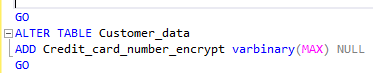 GO
ALTER TABLE Customer_data
ADD Credit_card_number_encrypt varbinary(MAX) NULL
GO